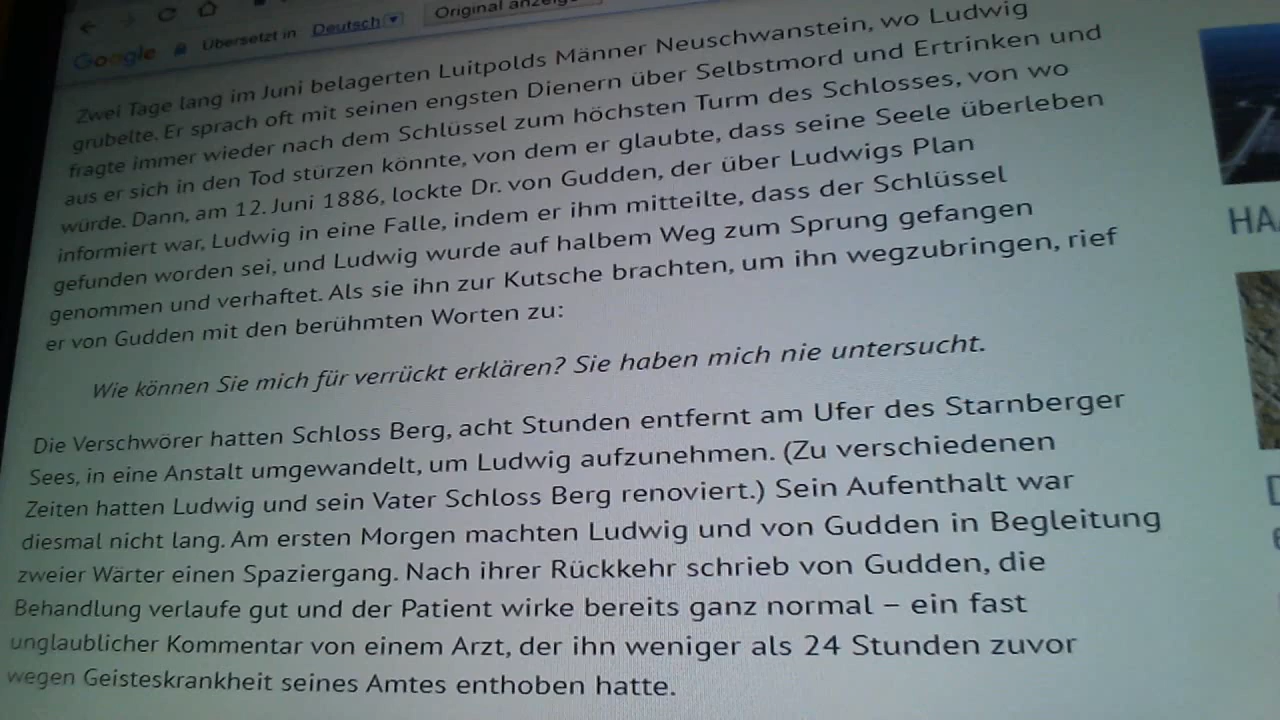 Google Übersetzt in Deutsch Original
Zwei Tage lang im Juni belagerten Luitpolds Männer Neuschwanstein, wo Ludwig
grübelte. Er sprach oft mit seinen engsten Dienern über Selbstmord und Ertrinken und
fragte immer wieder nach dem Schlüssel zum höchsten Turm des Schlosses, von wo
aus er sich in den Tod stürzen könnte, von dem er glaubte, dass seine Seele überleben
würde. Dann, am 12. Juni 1886, lockte Dr. von Gudden, der über Ludwigs Plan
informiert war, Ludwig in eine Falle, indem er ihm mitteilte, dass der Schlüssel
gefunden worden sei, und Ludwig wurde auf halbem Weg zum Sprung gefangen
genommen und verhaftet. Als sie ihn zur Kutsche brachten, um ihn wegzubringen, rief
er von Gudden mit den berühmten Worten zu:
Wie können Sie mich für verrückt erklären? Sie haben mich nie untersucht.
Die Verschwörer hatten Schloss Berg, acht Stunden entfernt am Ufer des Starnberger
Sees, in eine Anstalt umgewandelt, um Ludwig aufzunehmen. (Zu verschiedenen
Zeiten hatten Ludwig und sein Vater Schloss Berg renoviert.) Sein Aufenthalt war
diesmal nicht lang. Am ersten Morgen machten Ludwig und von Gudden in Begleitung
zweier Wärter einen Spaziergang. Nach ihrer Rückkehr schrieb von Gudden, die
Behandlung verlaufe gut und der Patient wirke bereits ganz normal – ein fast
unglaublicher Kommentar von einem Arzt, der ihn weniger als 24 Stunden zuvor
wegen Geisteskrankheit seines Amtes enthoben hatte.